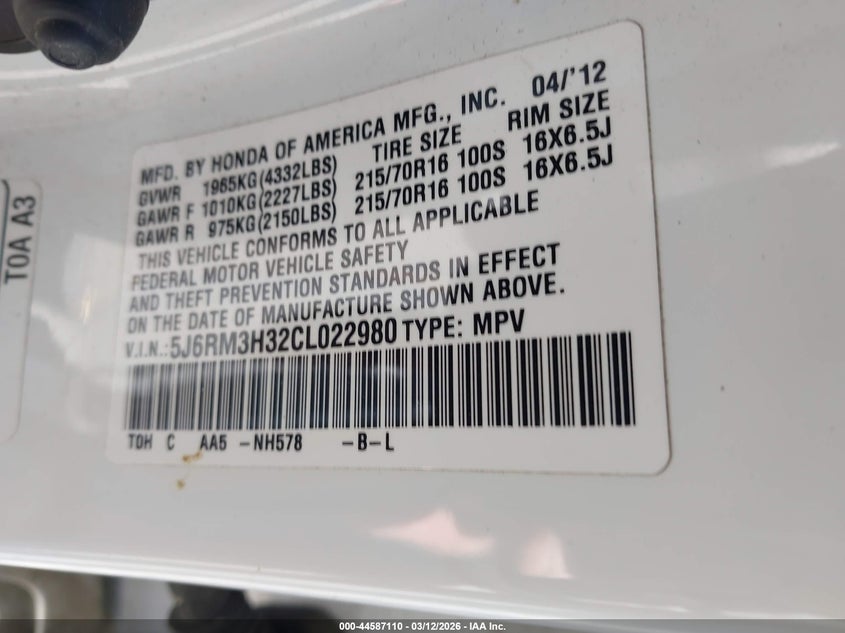 MFD. BY HONDA OF AMERICA MFG., INC. 04/'12
GVWR 1965KG(4332LBS) TIRE SIZE RIM SIZE
GAWR F 1010KG(2227LBS) 215/70R16 100S 16X6.5J
GAWR R 975KG(2150LBS) 215/70R16 100S 16X6.5J
THIS VEHICLE CONFORMS TO ALL APPLICABLE
FEDERAL MOTOR VEHICLE SAFETY
AND THEFT PREVENTION STANDARDS IN EFFECT
ON THE DATE OF MANUFACTURE SHOWN ABOVE.
V.I.N.:5J6RM3H32CL022980 TYPE: MPV
TOH C AA5 -NH578 -B-L
TOA A3
000-44587110 - 03/12/2026 - IAA Inc.